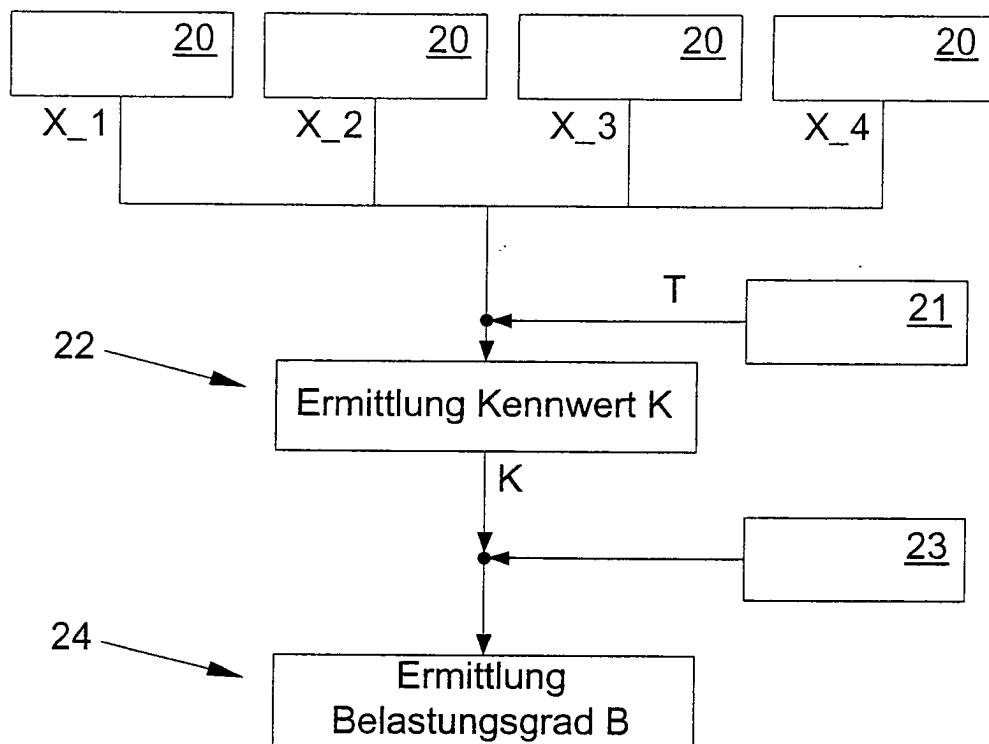 20 20 20 20
X_1 X_2 X_3 X_4
T
21
22
Ermittlung Kennwert K
K
23
24
Ermittlung
Belastungsgrad B